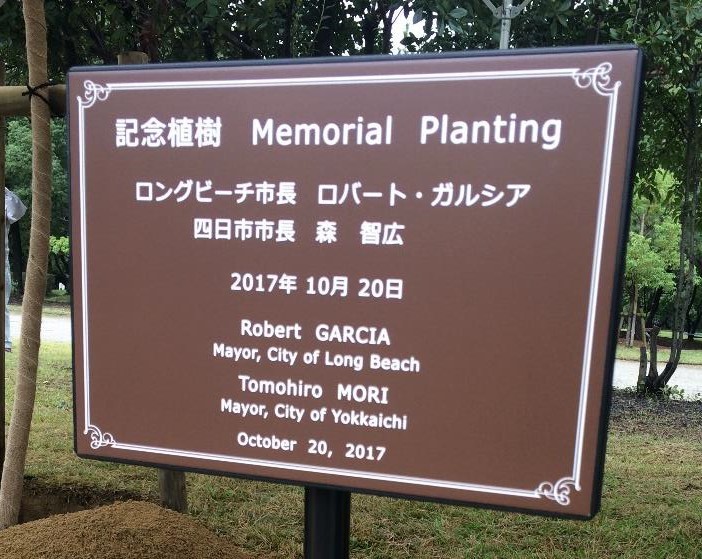 記念植樹 Memorial Planting
ロングビーチ市長 ロバート・ガルシア
四日市市長 森 智広
2017年 10月 20日
Robert GARCIA
Mayor, City of Long Beach
Tomohiro MORI
Mayor, City of Yokkaichi
October 20, 2017